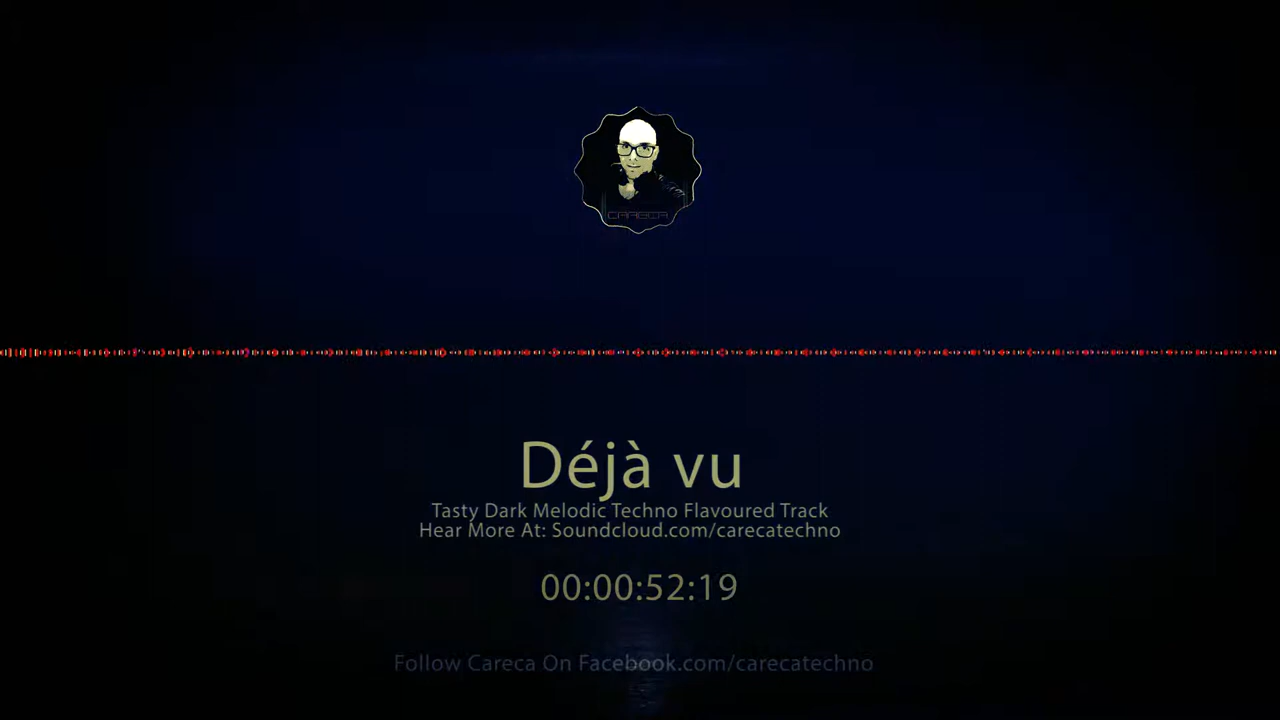 CARECA
Déjà vu
Tasty Dark Melodic Techno Flavoured Track
Hear More At: Soundcloud.com/carecatechno
00:00:52:19
Follow Careca On Facebook.com/carecatechno